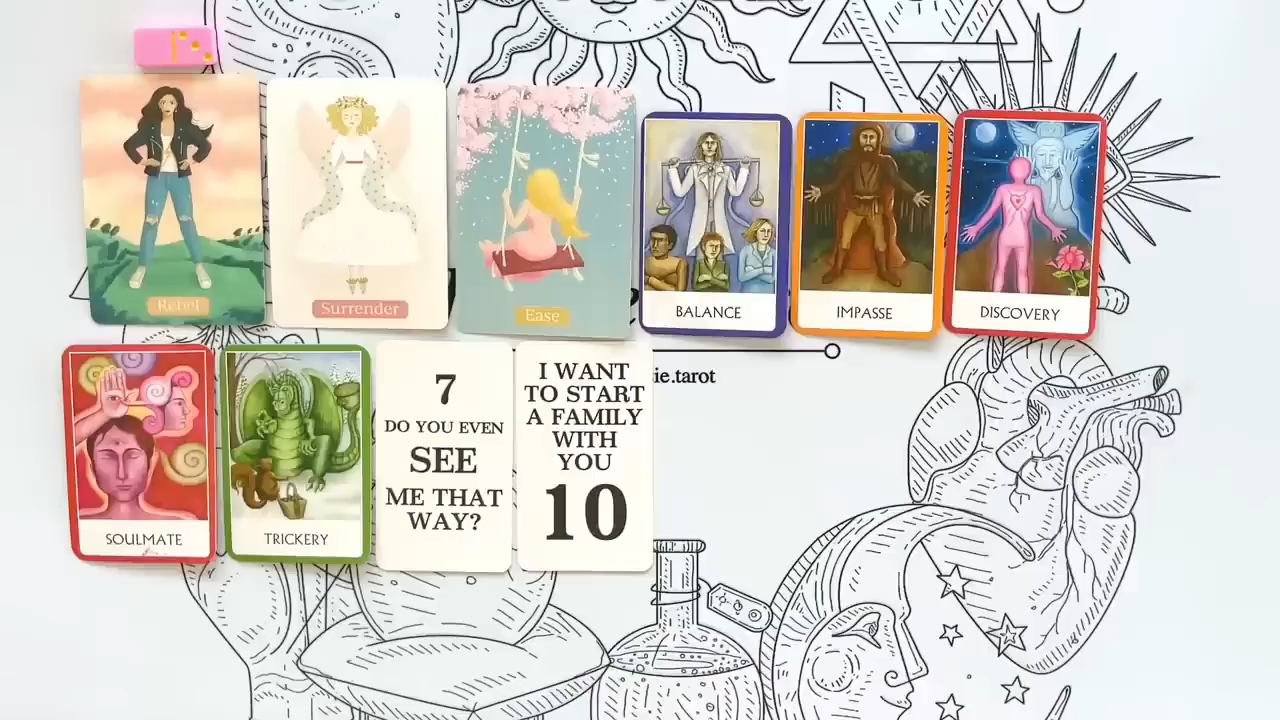 Rebel
Surrender
Ease
BALANCE
IMPASSE
DISCOVERY
ie.tarot
SOULMATE
TRICKERY
7
DO YOU EVEN
SEE
ME THAT
WAY?
I WANT
TO START
A FAMILY
WITH
YOU
10